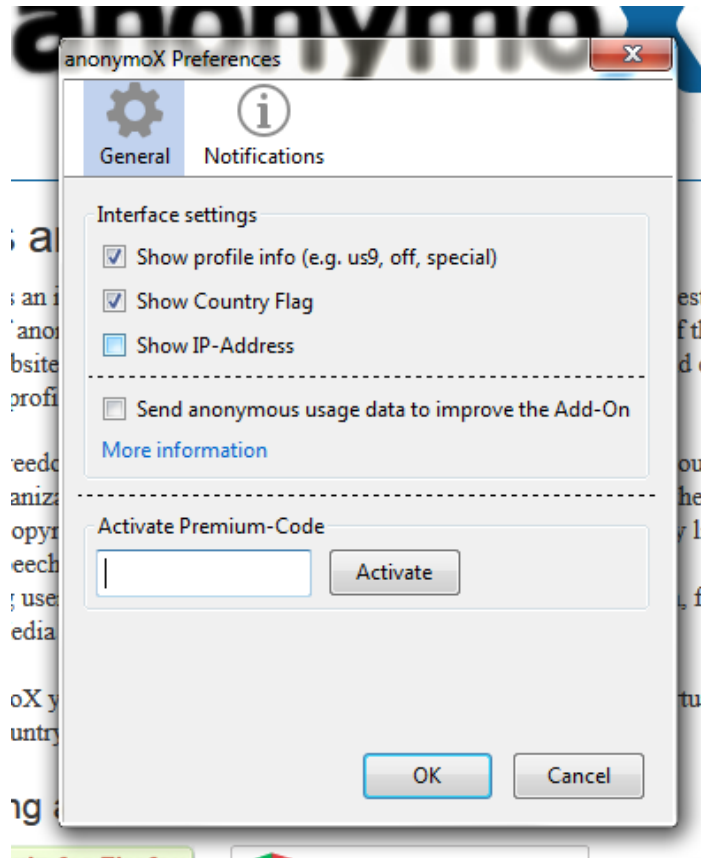 anonymoX
anonymoX Preferences
General
Notifications
Interface settings
Show profile info (e.g. us9, off, special)
Show Country Flag
Show IP-Address
Send anonymous usage data to improve the Add-On
More information
Activate Premium-Code
Activate
OK
Cancel